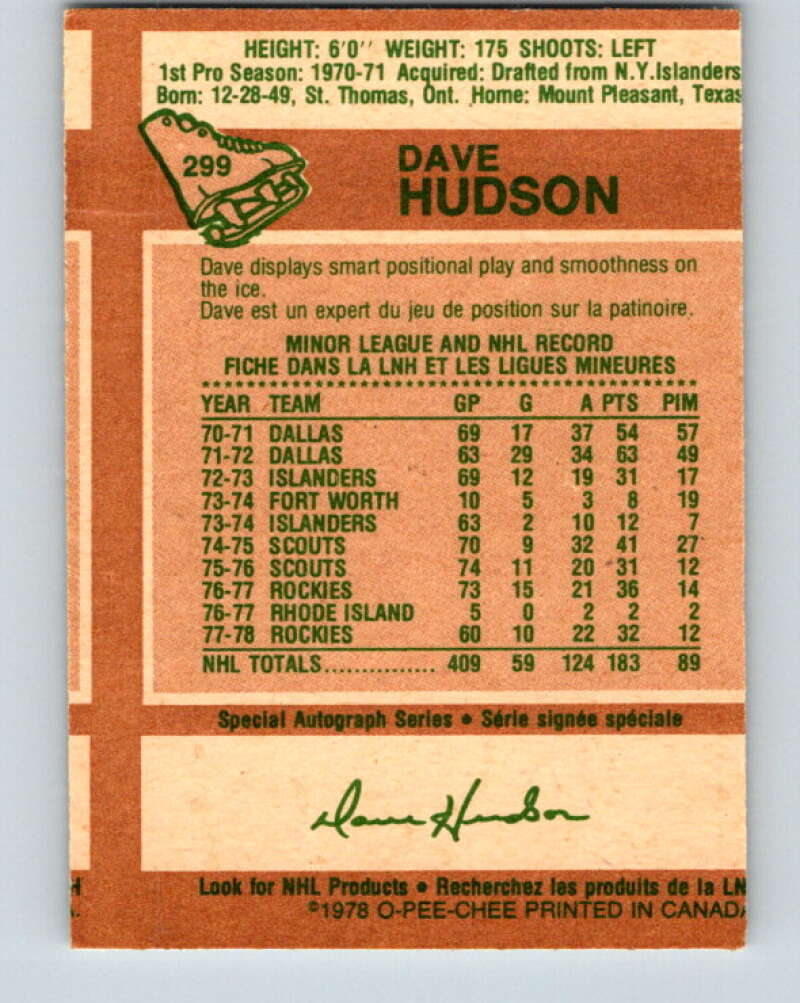 HEIGHT: 6'0'' WEIGHT: 175 SHOOTS: LEFT
1st Pro Season: 1970-71 Acquired: Drafted from N.Y.Islanders
Born: 12-28-49, St. Thomas, Ont. Home: Mount Pleasant, Texas
299
DAVE
HUDSON
Dave displays smart positional play and smoothness on
the ice.
Dave est un expert du jeu de position sur la patinoire.
MINOR LEAGUE AND NHL RECORD
FICHE DANS LA LNH ET LES LIGUES MINEURES
YEAR TEAM GP G A PTS PIM
70-71 DALLAS 69 17 37 54 57
71-72 DALLAS 63 29 34 63 49
72-73 ISLANDERS 69 12 19 31 17
73-74 FORT WORTH 10 5 3 8 19
73-74 ISLANDERS 63 2 10 12 7
74-75 SCOUTS 70 9 32 41 27
75-76 SCOUTS 74 11 20 31 12
76-77 ROCKIES 73 15 21 36 14
76-77 RHODE ISLAND 5 0 2 2 2
77-78 ROCKIES 60 10 22 32 12
NHL TOTALS............... 409 59 124 183 89
Special Autograph Series • Série signée spéciale
Dave Hudson
H Look for NHL Products • Recherchez les produits de la LN
A. ©1978 O-PEE-CHEE PRINTED IN CANADA